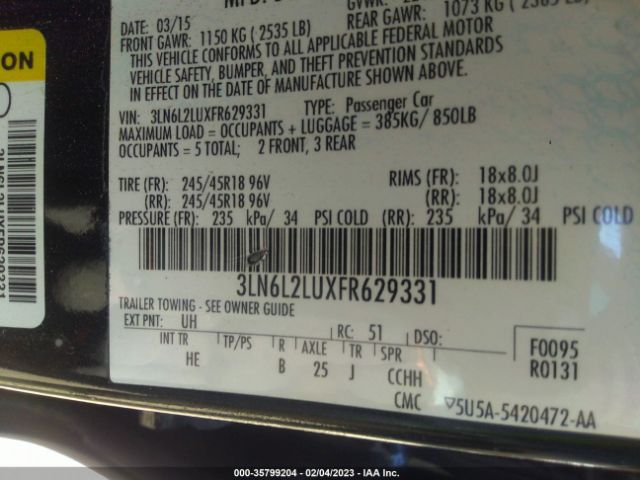 DATE: 03/15
FRONT GAWR: 1150 KG ( 2535 LB)
REAR GAWR: 1073 KG ( 2365 LB)
THIS VEHICLE CONFORMS TO ALL APPLICABLE FEDERAL MOTOR
VEHICLE SAFETY, BUMPER, AND THEFT PREVENTION STANDARDS
IN EFFECT ON THE DATE OF MANUFACTURE SHOWN ABOVE.
VIN: 3LN6L2LUXFR629331 TYPE: Passenger Car
MAXIMUM LOAD = OCCUPANTS + LUGGAGE = 385KG/ 850LB
OCCUPANTS = 5 TOTAL; 2 FRONT, 3 REAR
TIRE (FR): 245/45R18 96V RIMS (FR): 18x8.0J
(RR): 245/45R18 96V (RR): 18x8.0J
PRESSURE (FR): 235 kPa/ 34 PSI COLD (RR): 235 kPa/ 34 PSI COLD
3LN6L2LUXFR629331
TRAILER TOWING - SEE OWNER GUIDE
EXT PNT: UH RC: 51 DSO:
INT TR TP/PS R AXLE TR SPR
HE B 25 J CCHH
F0095
R0131
CMC 5U5A-5420472-AA
ON
3LN6L2LUXFR629331
000-35799204 - 02/04/2023 - IAA Inc.